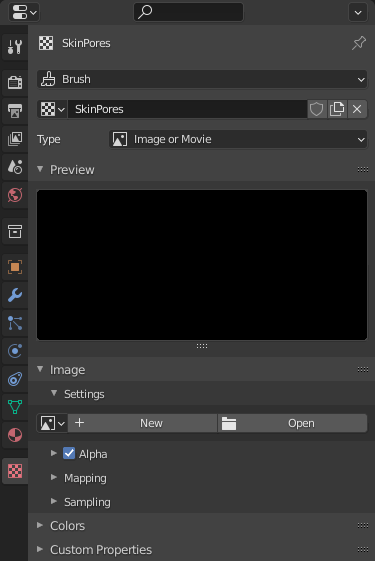 SkinPores
Brush
SkinPores
Type Image or Movie
Preview
Image
Settings
New Open
Alpha
Mapping
Sampling
Colors
Custom Properties